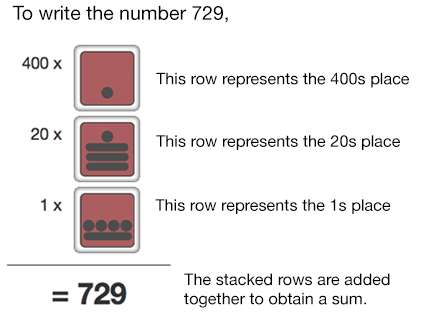 To write the number 729,
400 x
This row represents the 400s place
20 x
This row represents the 20s place
1 x
This row represents the 1s place
= 729
The stacked rows are added
together to obtain a sum.